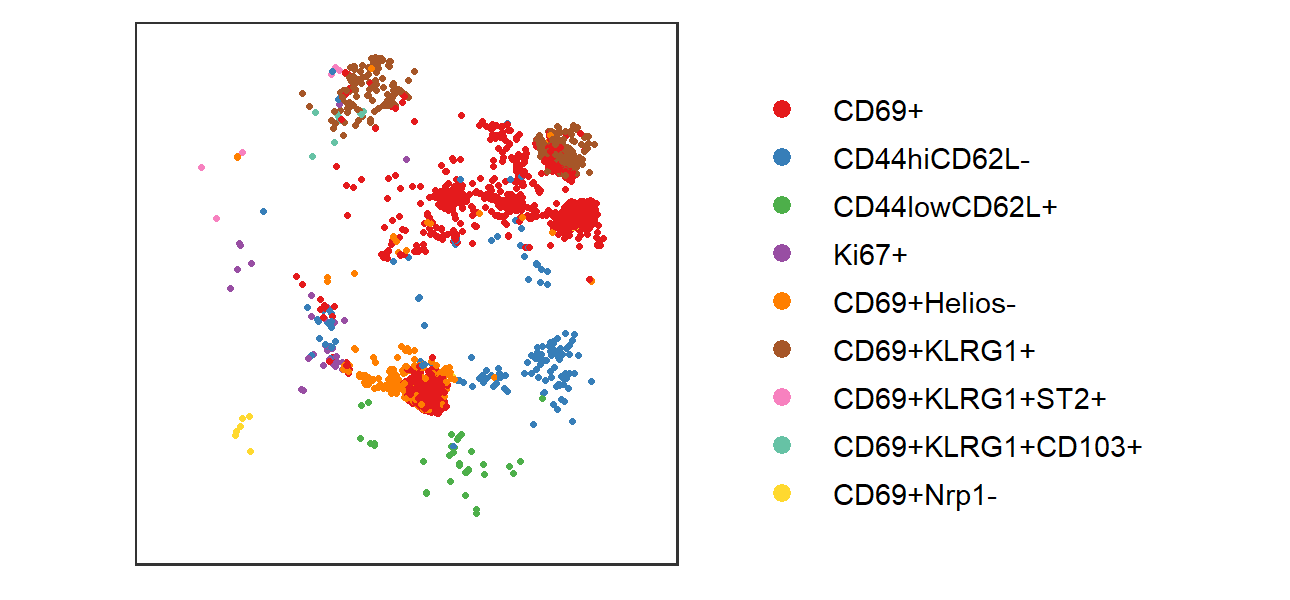 CD69+
CD44hiCD62L-
CD44lowCD62L+
Ki67+
CD69+Helios-
CD69+KLRG1+
CD69+KLRG1+ST2+
CD69+KLRG1+CD103+
CD69+Nrp1-